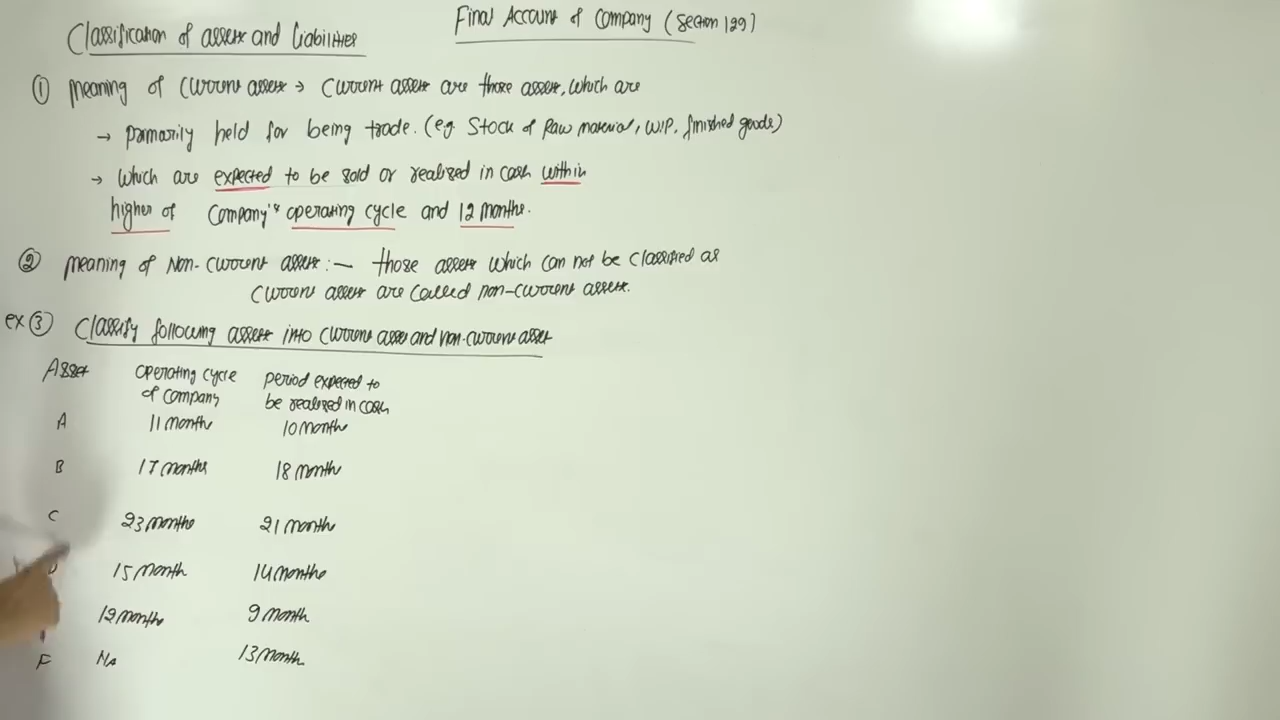 Final Account of Company (Section 129)
Classification of assets and Liabilities
① Meaning of Current assets → Current assets are those assets, which are
→ Primarily held for being trade. (eg Stock of Raw material, WIP, finished goods)
→ Which are expected to be sold or realized in cash within
higher of Company's operating cycle and 12 months.
② Meaning of Non-current assets :- those assets which can not be classified as
Current assets are called non-current assets.
ex ③ Classify following assets into Current asset and non-current asset
Asset operating cycle of company period expected to be realized in cash
A 11 months 10 months
B 17 months 18 month
C 23 months 21 months
15 month 14 months
12 months 9 month
F NA 13 month